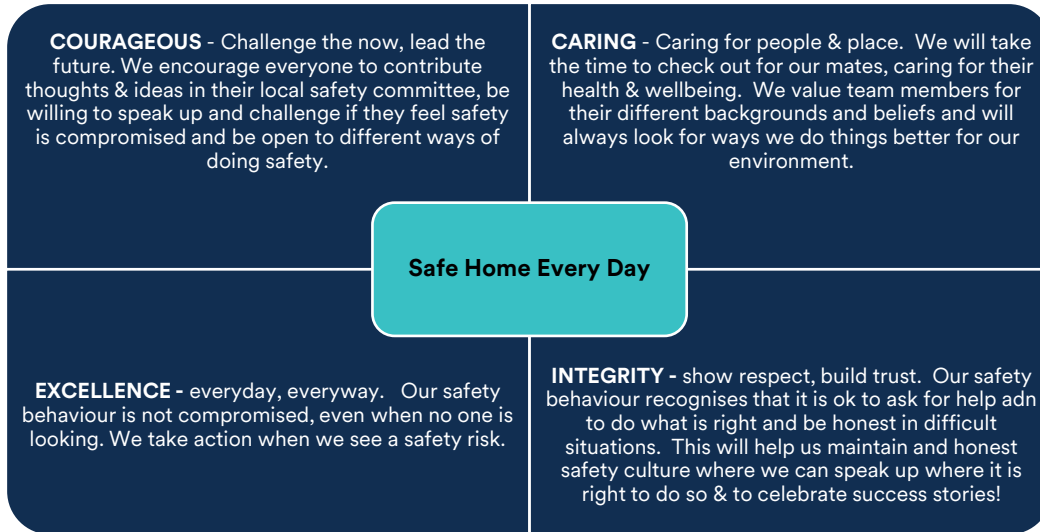 COURAGEOUS - Challenge the now, lead the
future. We encourage everyone to contribute
thoughts & ideas in their local safety committee, be
willing to speak up and challenge if they feel safety
is compromised and be open to different ways of
doing safety.
CARING - Caring for people & place.  We will take
the time to check out for our mates, caring for their
health & wellbeing.  We value team members for
their different backgrounds and beliefs and will
always look for ways we do things better for our
environment.
Safe Home Every Day
EXCELLENCE - everyday, everyway.   Our safety
behaviour is not compromised, even when no one is
looking. We take action when we see a safety risk.
INTEGRITY - show respect, build trust.  Our safety
behaviour recognises that it is ok to ask for help adn
to do what is right and be honest in difficult
situations.  This will help us maintain and honest
safety culture where we can speak up where it is
right to do so & to celebrate success stories!